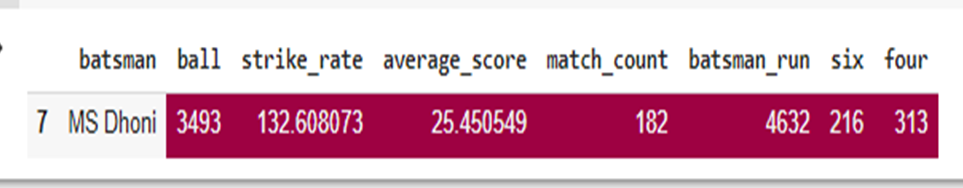 batsman ball strike_rate average_score match_count batsman_run six four
7 MS Dhoni 3493 132.608073 25.450549 182 4632 216 313